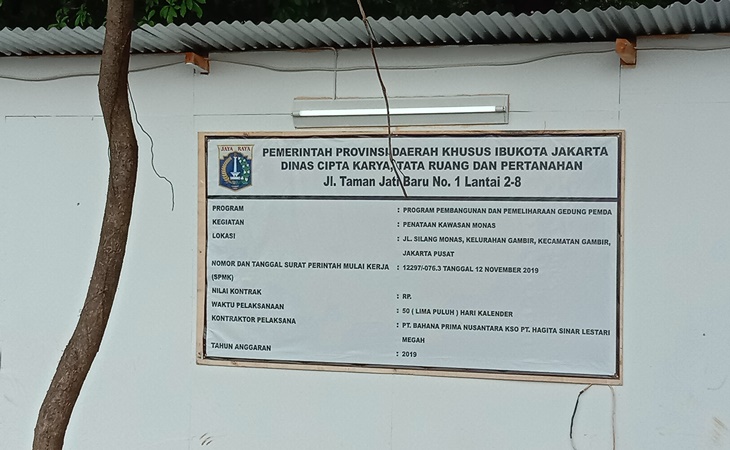 JAYA RAYA
PEMERINTAH PROVINSI DAERAH KHUSUS IBUKOTA JAKARTA
DINAS CIPTA KARYA, TATA RUANG DAN PERTANAHAN
Jl. Taman Jati Baru No. 1 Lantai 2-8
PROGRAM : PROGRAM PEMBANGUNAN DAN PEMELIHARAAN GEDUNG PEMDA
KEGIATAN : PENATAAN KAWASAN MONAS
LOKASI : JL. SILANG MONAS, KELURAHAN GAMBIR, KECAMATAN GAMBIR,
JAKARTA PUSAT
NOMOR DAN TANGGAL SURAT PERINTAH MULAI KERJA : 12297/-076.3 TANGGAL 12 NOVEMBER 2019
(SPMK)
NILAI KONTRAK : RP.
WAKTU PELAKSANAAN : 50 ( LIMA PULUH ) HARI KALENDER
KONTRAKTOR PELAKSANA : PT. BAHANA PRIMA NUSANTARA KSO PT. HAGITA SINAR LESTARI
MEGAH
TAHUN ANGGARAN : 2019